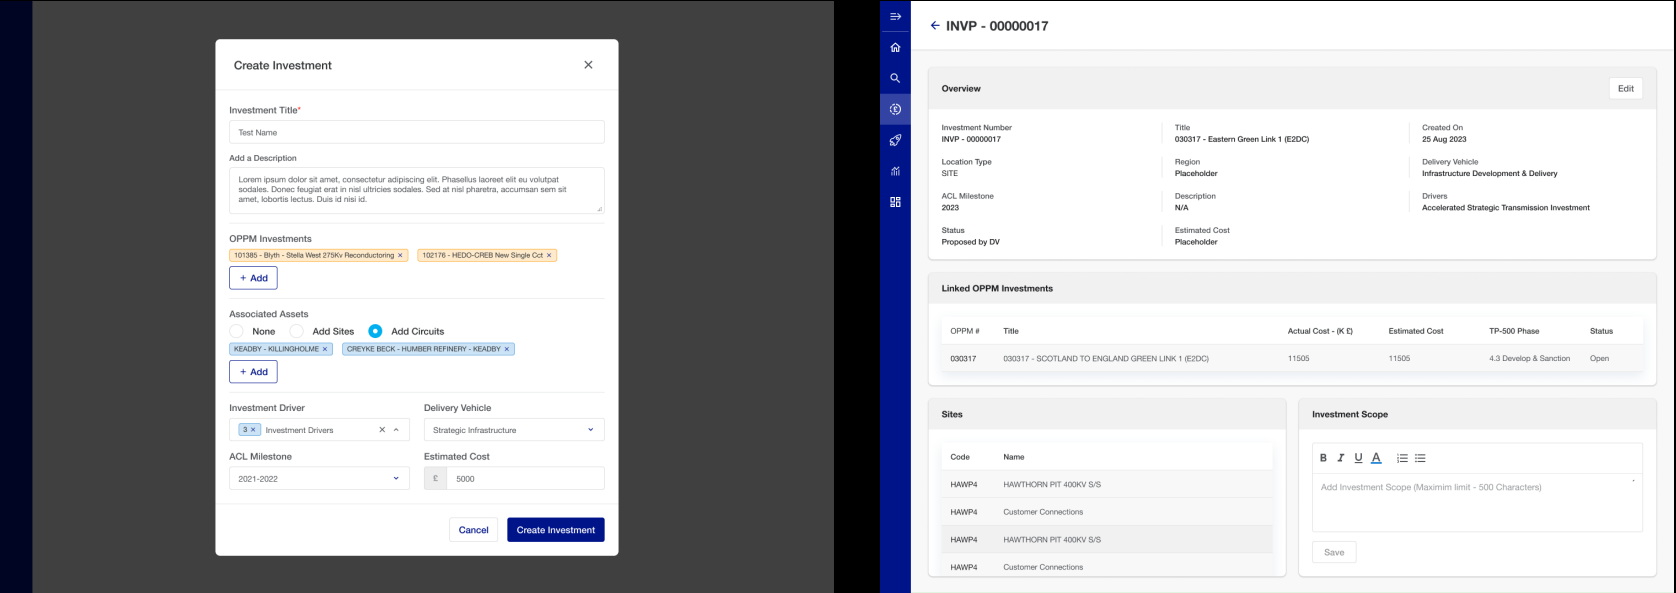 Create Investment
Investment Title*
Test Name
Add a Description
Lorem ipsum dolor sit amet, consectetur adipiscing elit. Phasellus laoreet elit eu volutpat
sodales. Donec feugiat erat in nisl ultricies sodales. Sed at nisl pharetra, accumsan sem sit
amet, lobortis lectus. Duis id nisi id.
OPPM Investments
101385 - Blyth - Stella West 275Kv Reconductoring × 102176 - HEDO-CREB New Single Cct ×
+ Add
Associated Assets
None Add Sites Add Circuits
KEADBY - KILLINGHOLME × CREYKE BECK - HUMBER REFINERY - KEADBY ×
+ Add
Investment Driver Delivery Vehicle
3 × Investment Drivers Strategic Infrastructure
ACL Milestone Estimated Cost
2021-2022 £ 5000
Cancel Create Investment
INVP - 00000017
Overview Edit
Investment Number Title Created On
INVP - 00000017 030317 - Eastern Green Link 1 (E2DC) 25 Aug 2023
Location Type Region Delivery Vehicle
SITE Placeholder Infrastructure Development & Delivery
ACL Milestone Description Drivers
2023 N/A Accelerated Strategic Transmission Investment
Status Estimated Cost
Proposed by DV Placeholder
Linked OPPM Investments
OPPM # Title Actual Cost - (K £) Estimated Cost TP-500 Phase Status
030317 030317 - SCOTLAND TO ENGLAND GREEN LINK 1 (E2DC) 11505 11505 4.3 Develop & Sanction Open
Sites
Code Name
HAWP4 HAWTHORN PIT 400KV S/S
HAWP4 Customer Connections
HAWP4 HAWTHORN PIT 400KV S/S
HAWP4 Customer Connections
Investment Scope
B I U A
Add Investment Scope (Maximim limit - 500 Characters)
Save